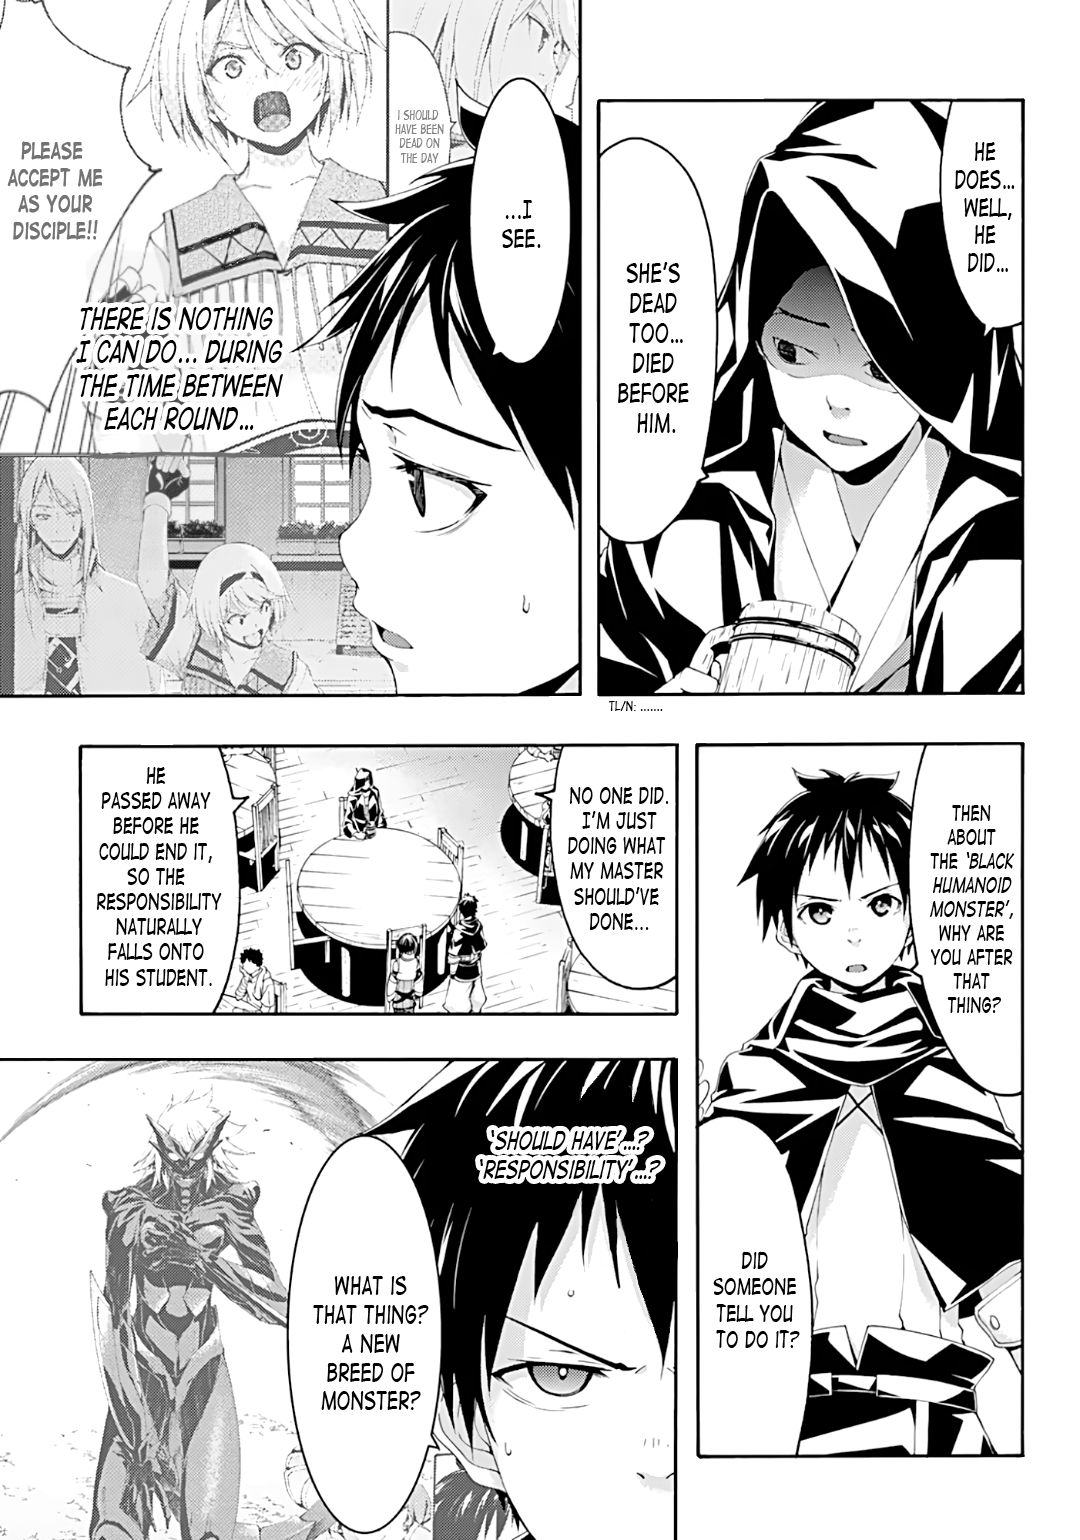 HE
DOES...
WELL,
HE
DID...
SHE'S
DEAD
TOO...
DIED
BEFORE
HIM.
TL/N: .......
...I
SEE.
I SHOULD
HAVE BEEN
DEAD ON
THE DAY
PLEASE
ACCEPT ME
AS YOUR
DISCIPLE!!
THERE IS NOTHING
I CAN DO... DURING
THE TIME BETWEEN
EACH ROUND...
THEN
ABOUT
THE 'BLACK
HUMANOID
MONSTER',
WHY ARE
YOU AFTER
THAT
THING?
DID
SOMEONE
TELL YOU
TO DO IT?
NO ONE DID.
I'M JUST
DOING WHAT
MY MASTER
SHOULD'VE
DONE...
HE
PASSED AWAY
BEFORE HE
COULD END IT,
SO THE
RESPONSIBILITY
NATURALLY
FALLS ONTO
HIS STUDENT.
'SHOULD HAVE'...?
'RESPONSIBILITY'...?
WHAT IS
THAT THING?
A NEW
BREED OF
MONSTER?